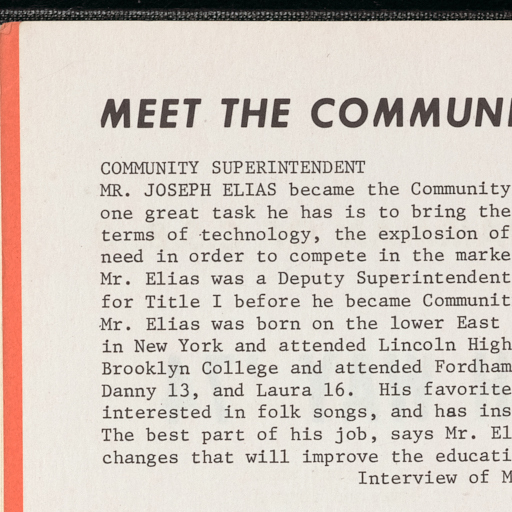 MEET THE COMMUN
COMMUNITY SUPERINTENDENT
MR. JOSEPH ELIAS became the Community
one great task he has is to bring the
terms of technology, the explosion of
need in order to compete in the marke
Mr. Elias was a Deputy Superintendent
for Title I before he became Communit
Mr. Elias was born on the lower East
in New York and attended Lincoln High
Brooklyn College and attended Fordham
Danny 13, and Laura 16. His favorite
interested in folk songs, and has ins
The best part of his job, says Mr. El
changes that will improve the educati
Interview of M